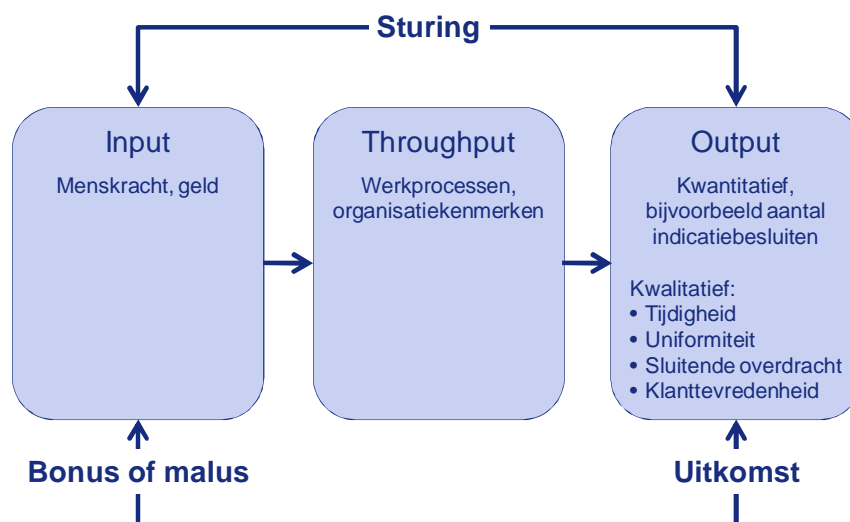 Sturing
Input
Menskracht, geld
Throughput
Werkprocessen,
organisatiekenmerken
Output
Kwantitatief,
bijvoorbeeld aantal
indicatiebesluiten
Kwalitatief:
• Tijdigheid
• Uniformiteit
• Sluitende overdracht
• Klanttevredenheid
Bonus of malus
Uitkomst